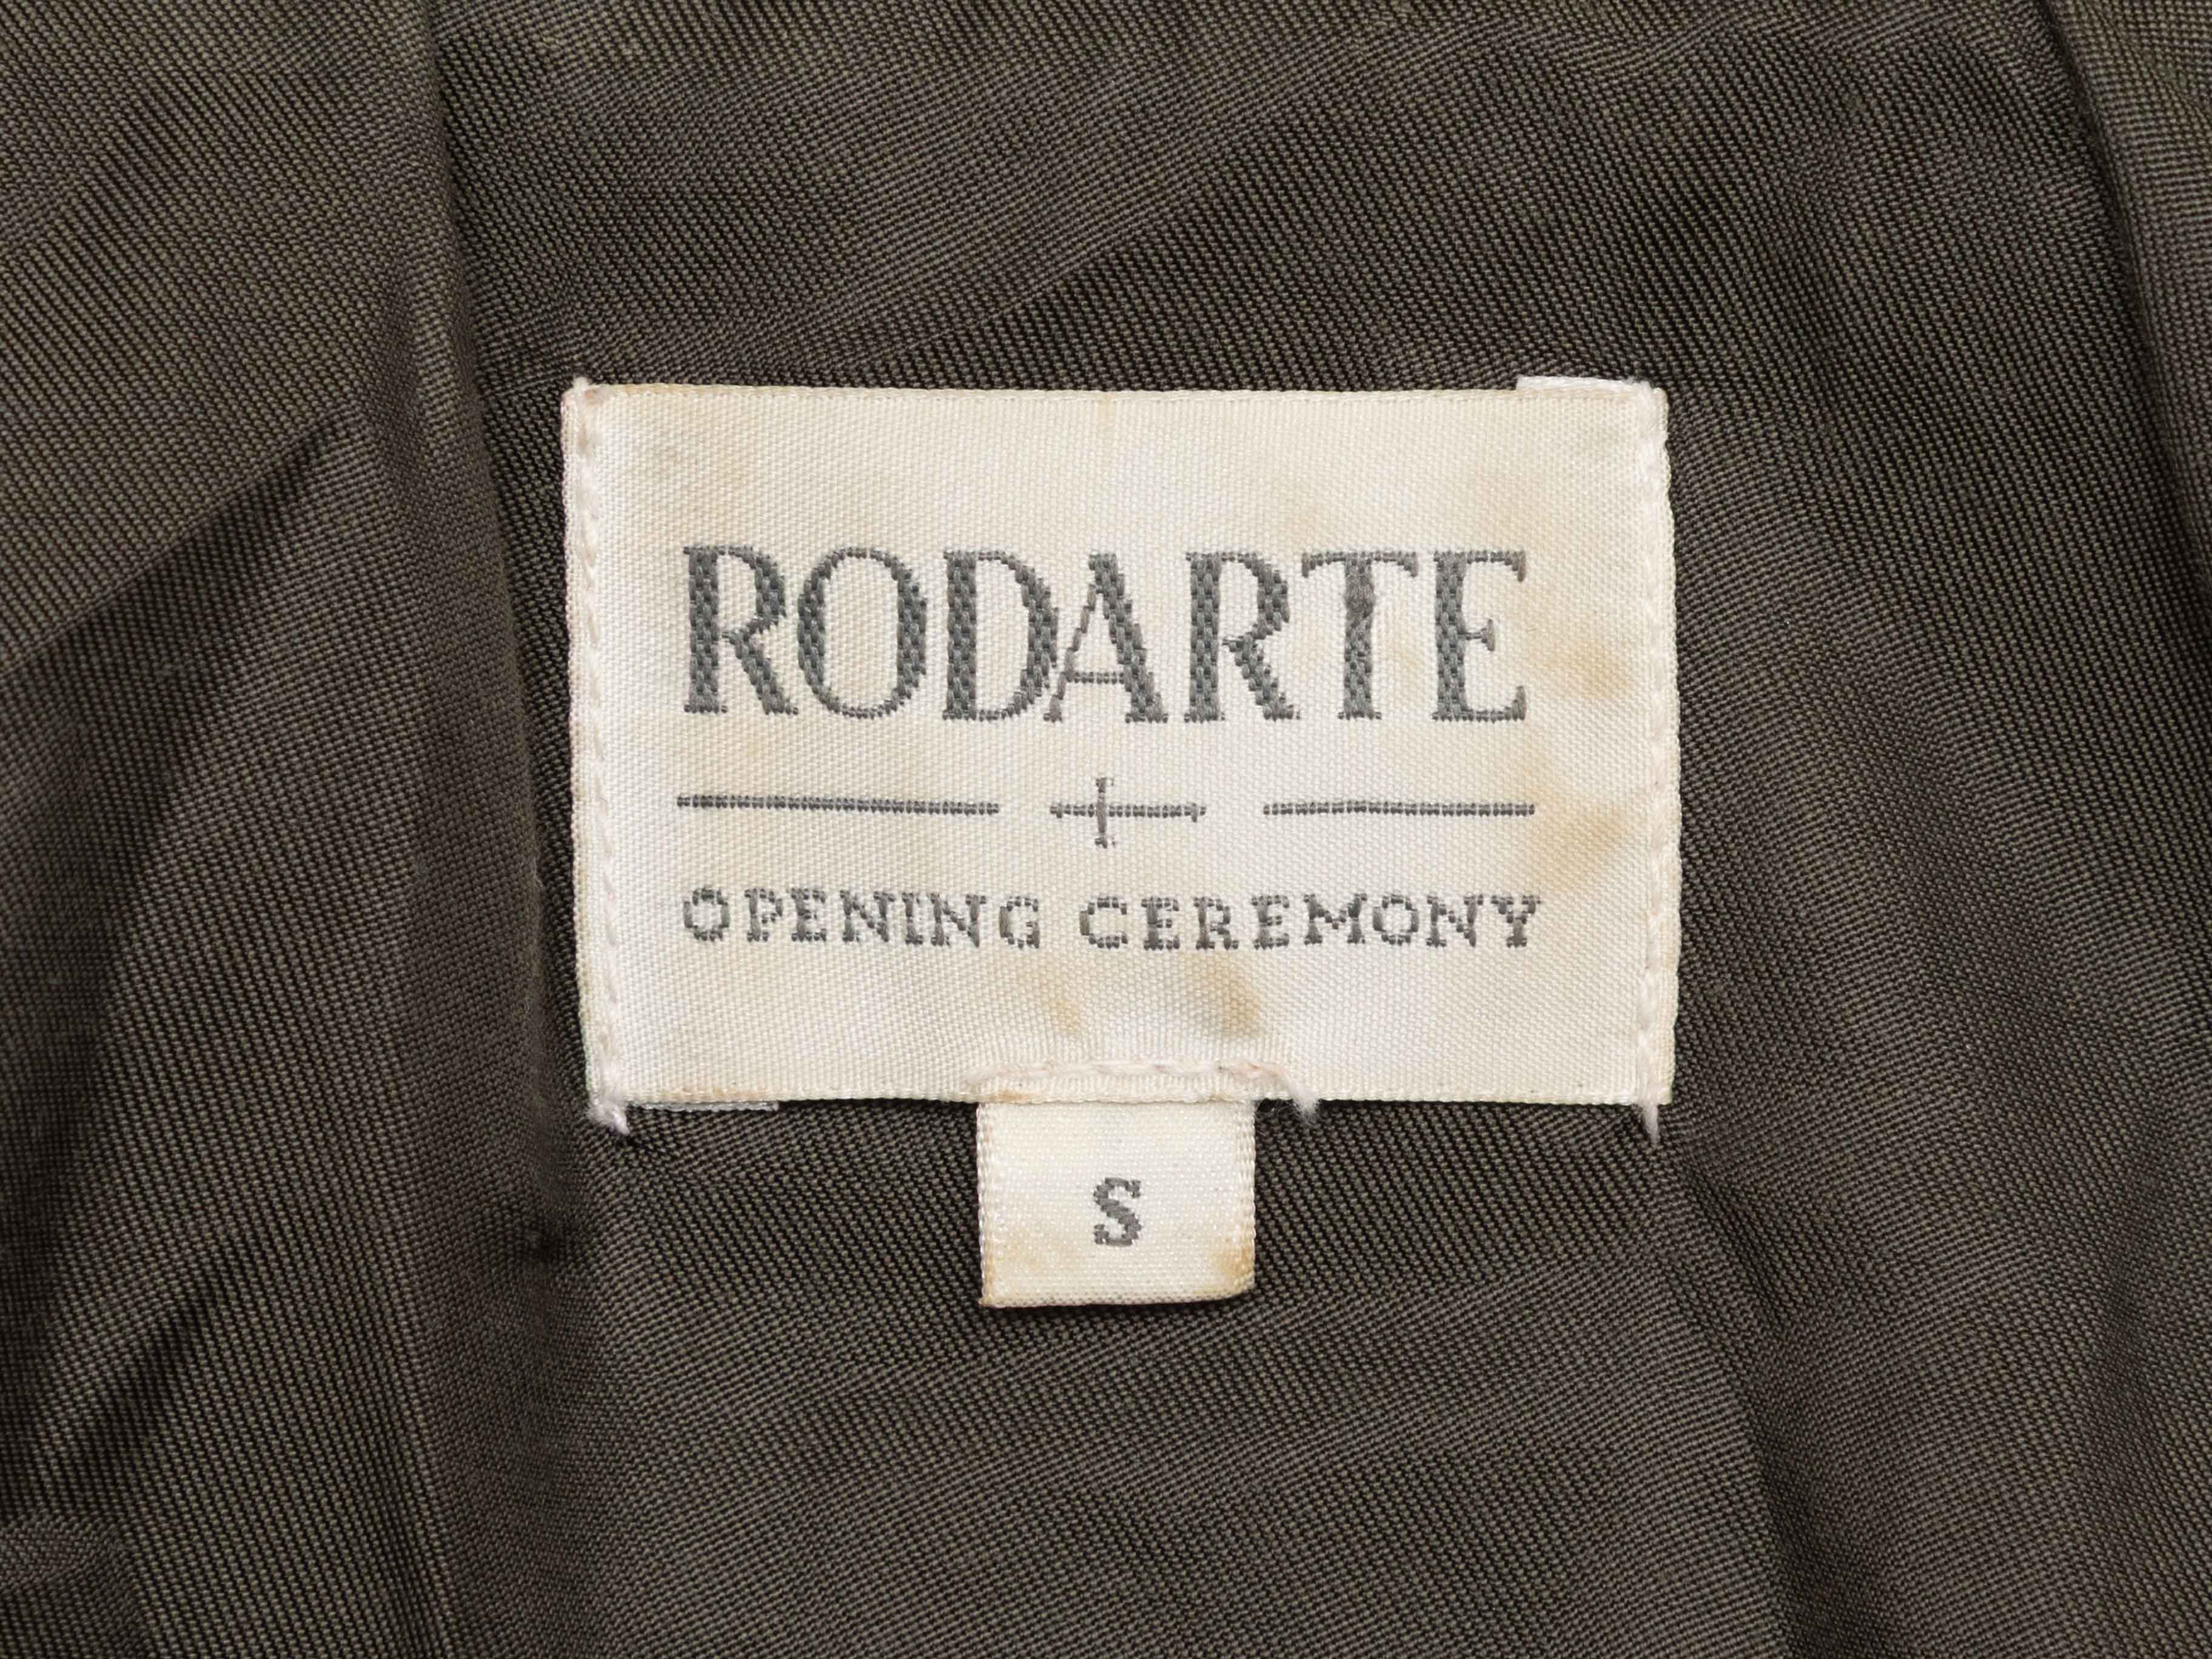 RODARTE
+
OPENING CEREMONY
S